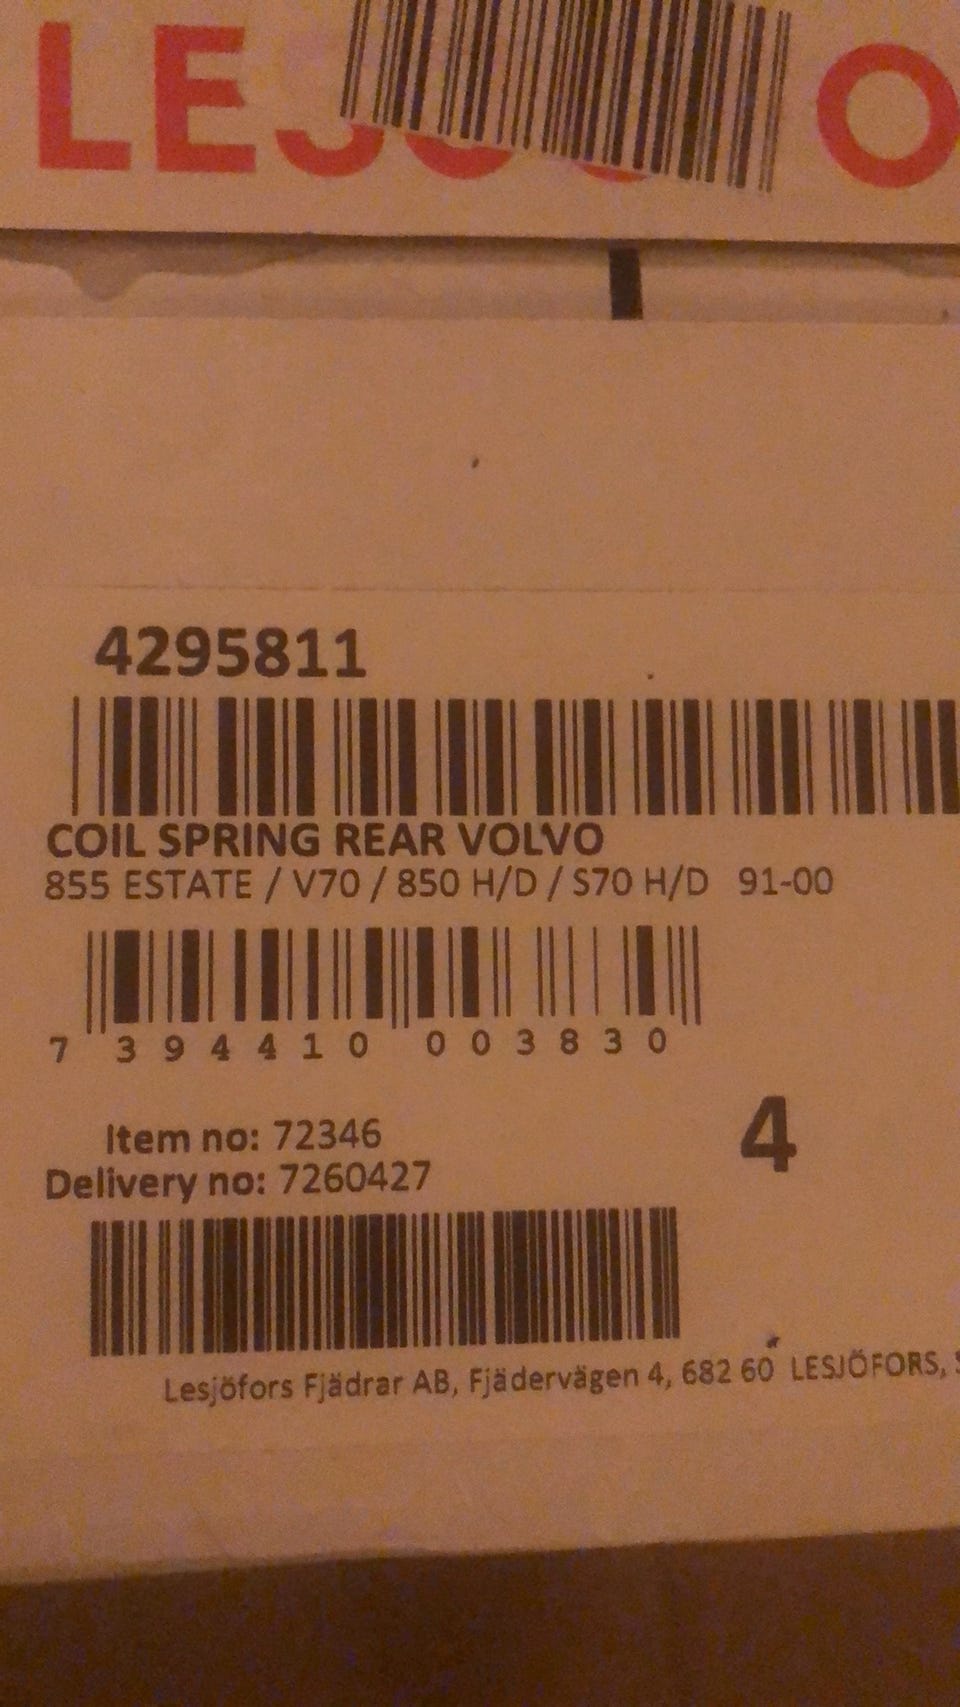 LESJÖ O
4295811
COIL SPRING REAR VOLVO
855 ESTATE / V70 / 850 H/D / S70 H/D 91-00
7 394410 003830
Item no: 72346
4
Delivery no: 7260427
Lesjöfors Fjädrar AB, Fjädervägen 4, 682 60 LESJÖFORS,